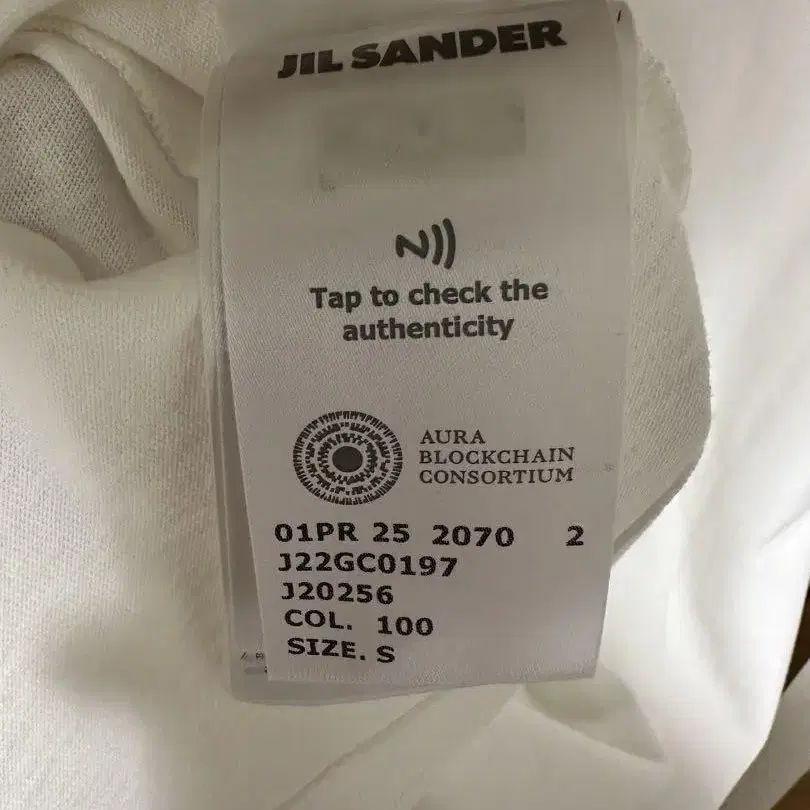 JIL SANDER
Tap to check the
authenticity
AURA
BLOCKCHAIN
CONSORTIUM
01PR 25 2070 2
J22GC0197
J20256
COL. 100
SIZE. S